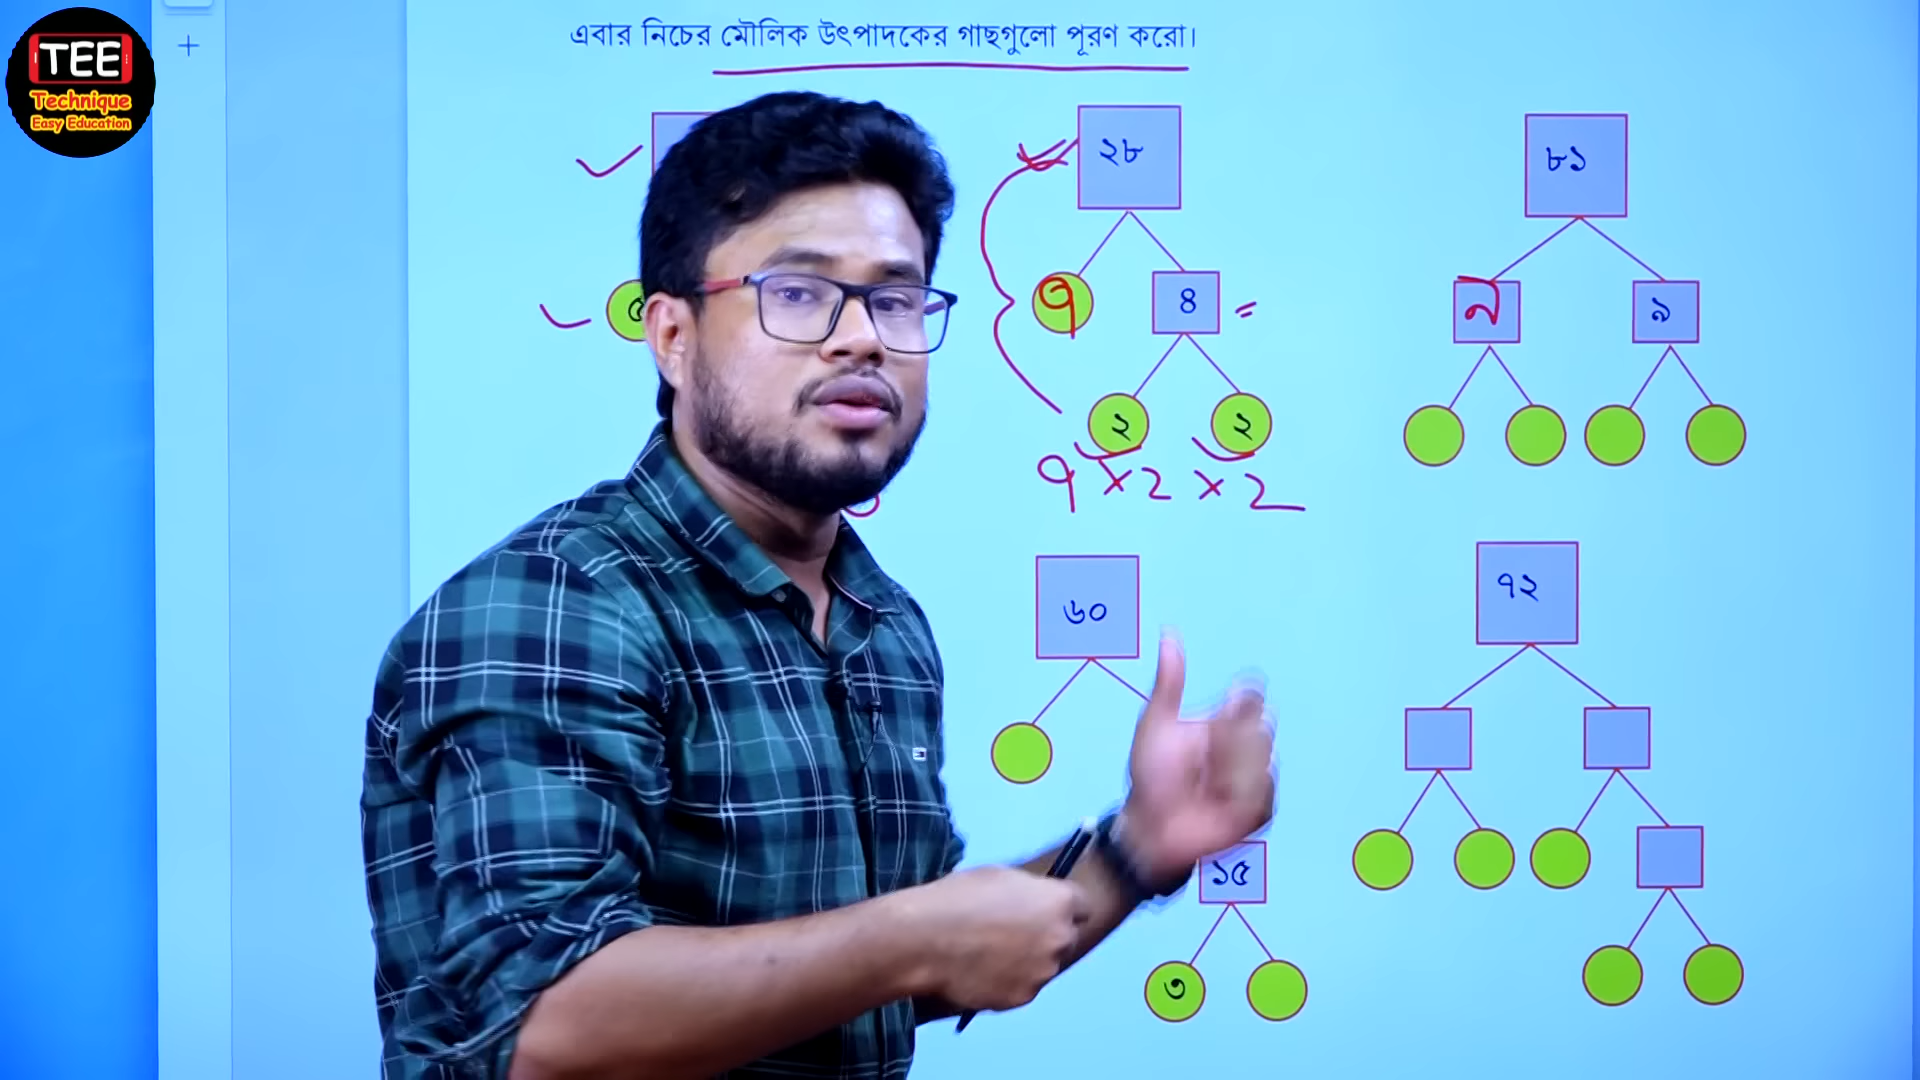 TEE
Technique
Easy Education
এবার নিচের মৌলিক উৎপাদকের গাছগুলো পূরণ করো।
২৮
৮১
৭
৪
৯
৯
২
২
৭ × ২ × ২
৬০
৭২
১৫
৩